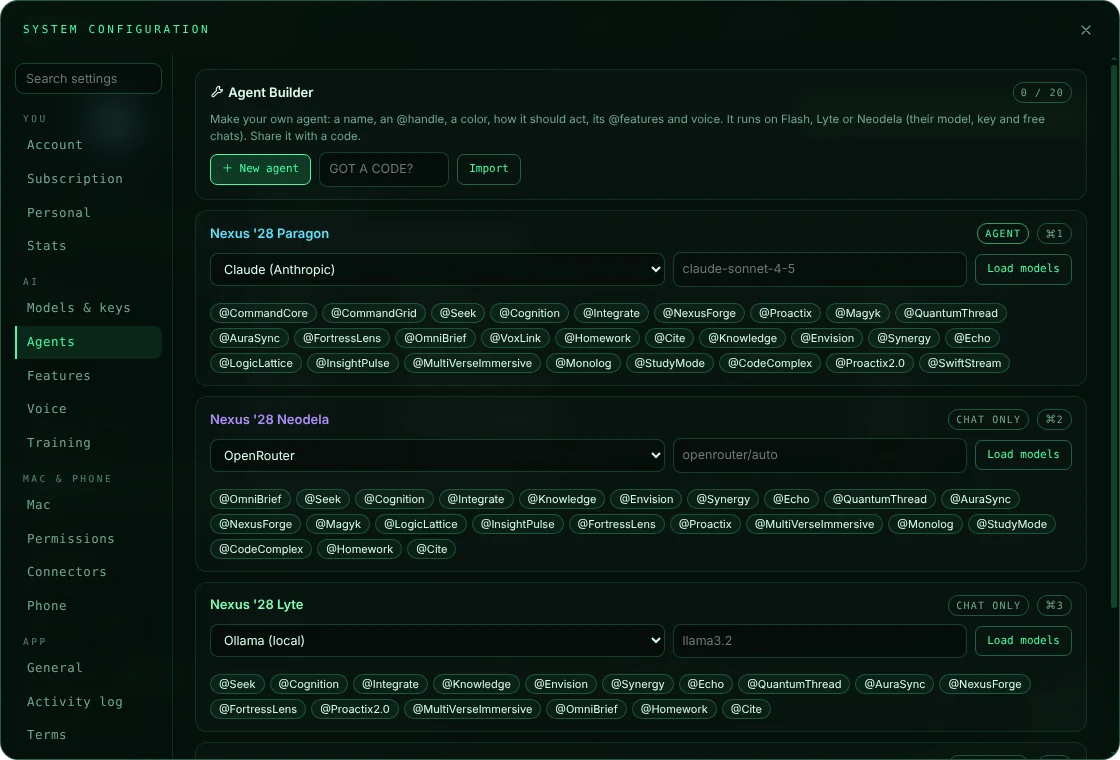 SYSTEM CONFIGURATION
Search settings
YOU
Account
Subscription
Personal
Stats
AI
Models & keys
Agents
Features
Voice
Training
MAC & PHONE
Mac
Permissions
Connectors
Phone
APP
General
Activity log
Terms
Agent Builder
0 / 20
Make your own agent: a name, an @handle, a color, how it should act, its @features and voice. It runs on Flash, Lyte or Neodela (their model, key and free
chats). Share it with a code.
+ New agent GOT A CODE? Import
Nexus '28 Paragon AGENT ⌘1
Claude (Anthropic) claude-sonnet-4-5 Load models
@CommandCore @CommandGrid @Seek @Cognition @Integrate @NexusForge @Proactix @Magyk @QuantumThread
@AuraSync @FortressLens @OmniBrief @VoxLink @Homework @Cite @Knowledge @Envision @Synergy @Echo
@LogicLattice @InsightPulse @MultiVerseImmersive @Monolog @StudyMode @CodeComplex @Proactix2.0 @SwiftStream
Nexus '28 Neodela CHAT ONLY ⌘2
OpenRouter openrouter/auto Load models
@OmniBrief @Seek @Cognition @Integrate @Knowledge @Envision @Synergy @Echo @QuantumThread @AuraSync
@NexusForge @Magyk @LogicLattice @InsightPulse @FortressLens @Proactix @MultiVerseImmersive @Monolog @StudyMode
@CodeComplex @Homework @Cite
Nexus '28 Lyte CHAT ONLY ⌘3
Ollama (local) llama3.2 Load models
@Seek @Cognition @Integrate @Knowledge @Envision @Synergy @Echo @QuantumThread @AuraSync @NexusForge
@FortressLens @Proactix2.0 @MultiVerseImmersive @OmniBrief @Homework @Cite